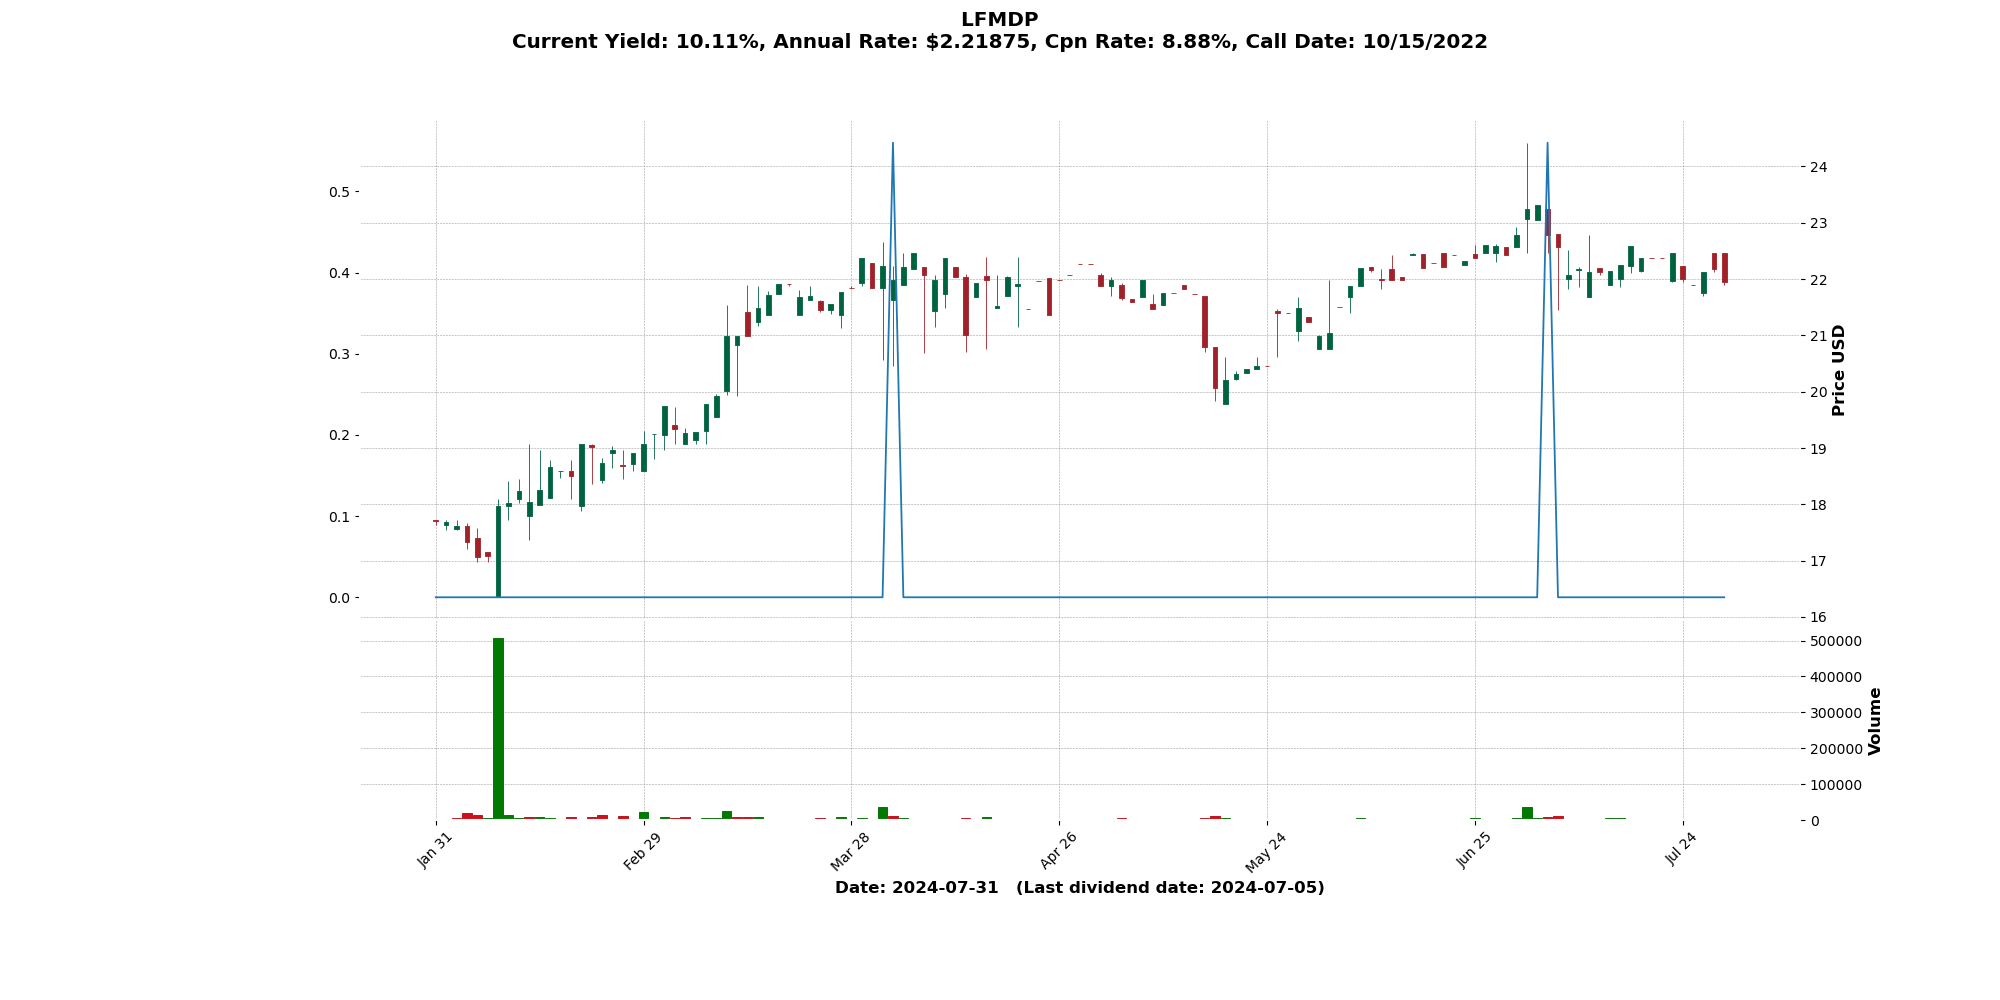 LFMDP
Current Yield: 10.11%, Annual Rate: $2.21875, Cpn Rate: 8.88%, Call Date: 10/15/2022
0.5
0.4
0.3
0.2
0.1
0.0
24
23
22
21
20
19
18
17
16
Price USD
500000
400000
300000
200000
100000
0
Volume
Jan 31
Feb 29
Mar 28
Apr 26
May 24
Jun 25
Jul 24
Date: 2024-07-31 (Last dividend date: 2024-07-05)